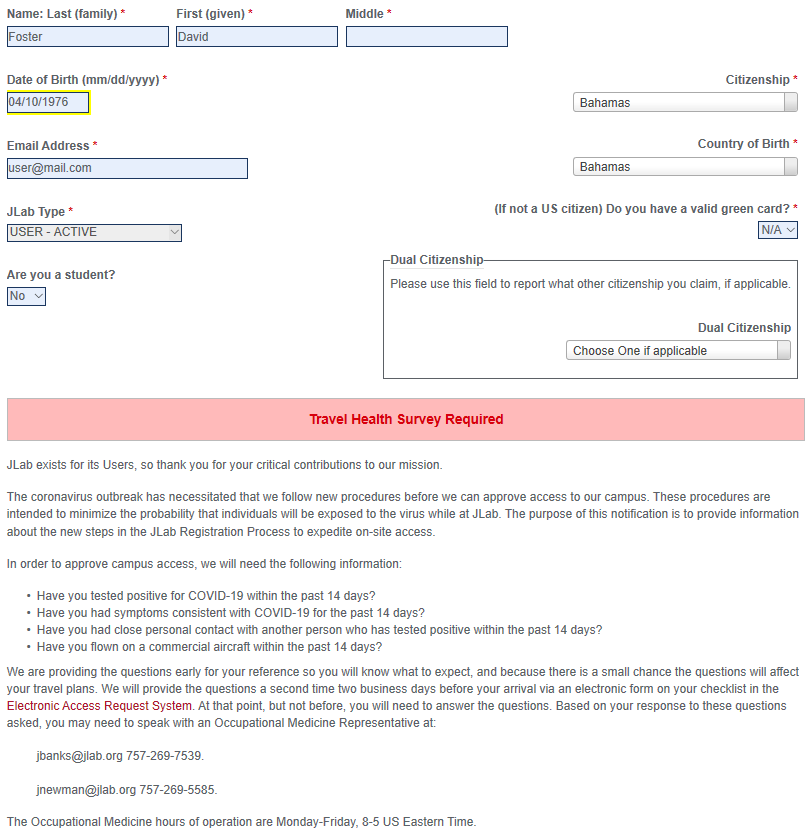 Name: Last (family) * First (given) * Middle *
Foster David
Date of Birth (mm/dd/yyyy) * Citizenship *
04/10/1976 Bahamas
Email Address * Country of Birth *
user@mail.com Bahamas
JLab Type * (If not a US citizen) Do you have a valid green card? *
USER - ACTIVE N/A
Are you a student? Dual Citizenship
No Please use this field to report what other citizenship you claim, if applicable.
Dual Citizenship
Choose One if applicable
Travel Health Survey Required
JLab exists for its Users, so thank you for your critical contributions to our mission.
The coronavirus outbreak has necessitated that we follow new procedures before we can approve access to our campus. These procedures are
intended to minimize the probability that individuals will be exposed to the virus while at JLab. The purpose of this notification is to provide information
about the new steps in the JLab Registration Process to expedite on-site access.
In order to approve campus access, we will need the following information:
• Have you tested positive for COVID-19 within the past 14 days?
• Have you had symptoms consistent with COVID-19 for the past 14 days?
• Have you had close personal contact with another person who has tested positive within the past 14 days?
• Have you flown on a commercial aircraft within the past 14 days?
We are providing the questions early for your reference so you will know what to expect, and because there is a small chance the questions will affect
your travel plans. We will provide the questions a second time two business days before your arrival via an electronic form on your checklist in the
Electronic Access Request System. At that point, but not before, you will need to answer the questions. Based on your response to these questions
asked, you may need to speak with an Occupational Medicine Representative at:
jbanks@jlab.org 757-269-7539.
jnewman@jlab.org 757-269-5585.
The Occupational Medicine hours of operation are Monday-Friday, 8-5 US Eastern Time.